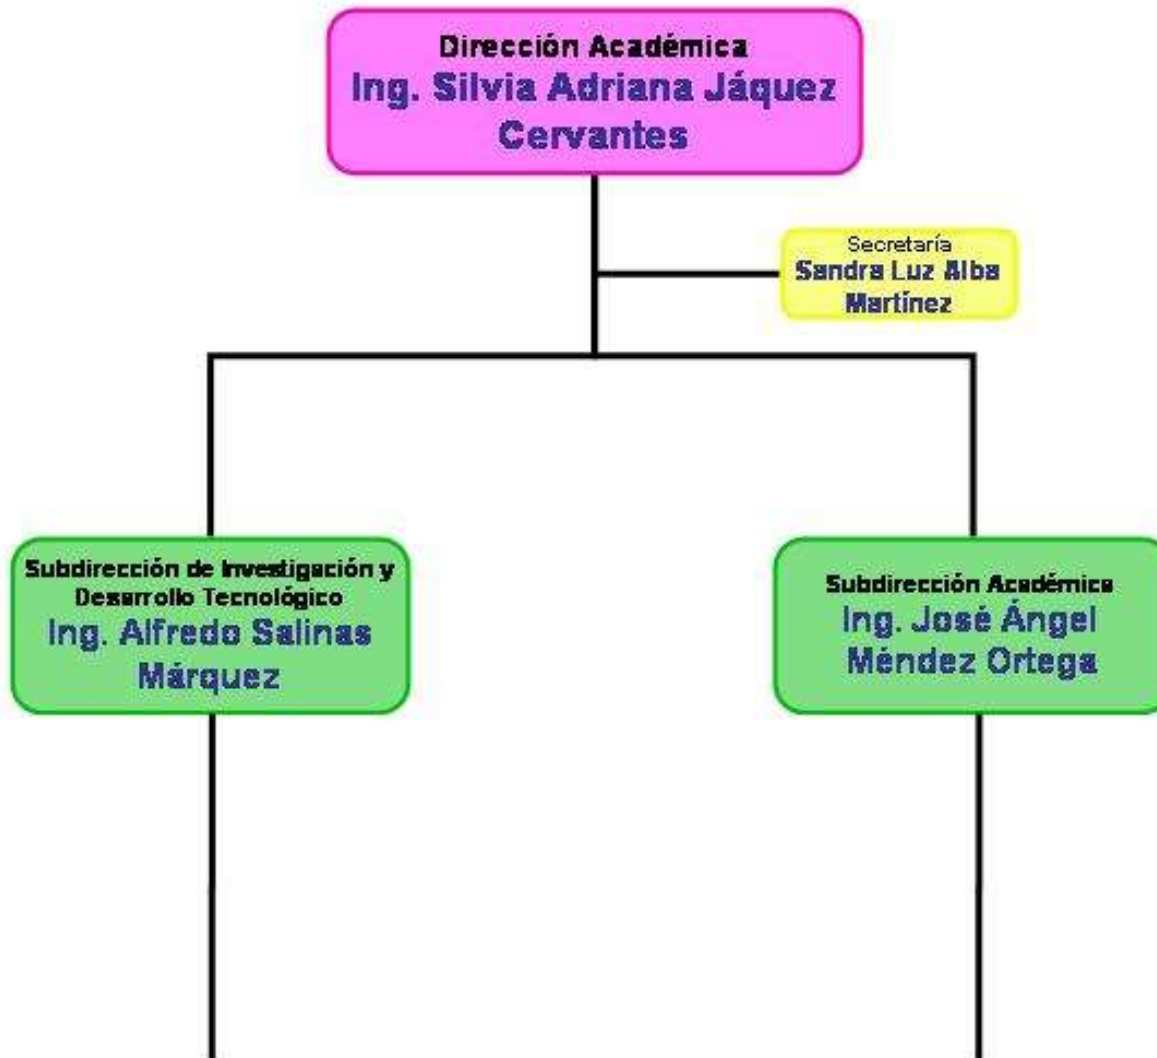 Dirección Académica
Ing. Silvia Adriana Jáquez
Cervantes
Secretaría
Sandra Luz Alba
Martínez
Subdirección de Investigación y
Desarrollo Tecnológico
Ing. Alfredo Salinas
Márquez
Subdirección Académica
Ing. José Ángel
Méndez Ortega